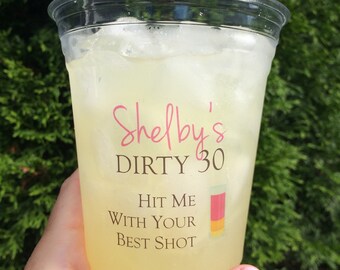 Shelby's
DIRTY 30
HIT ME
WITH YOUR
BEST SHOT